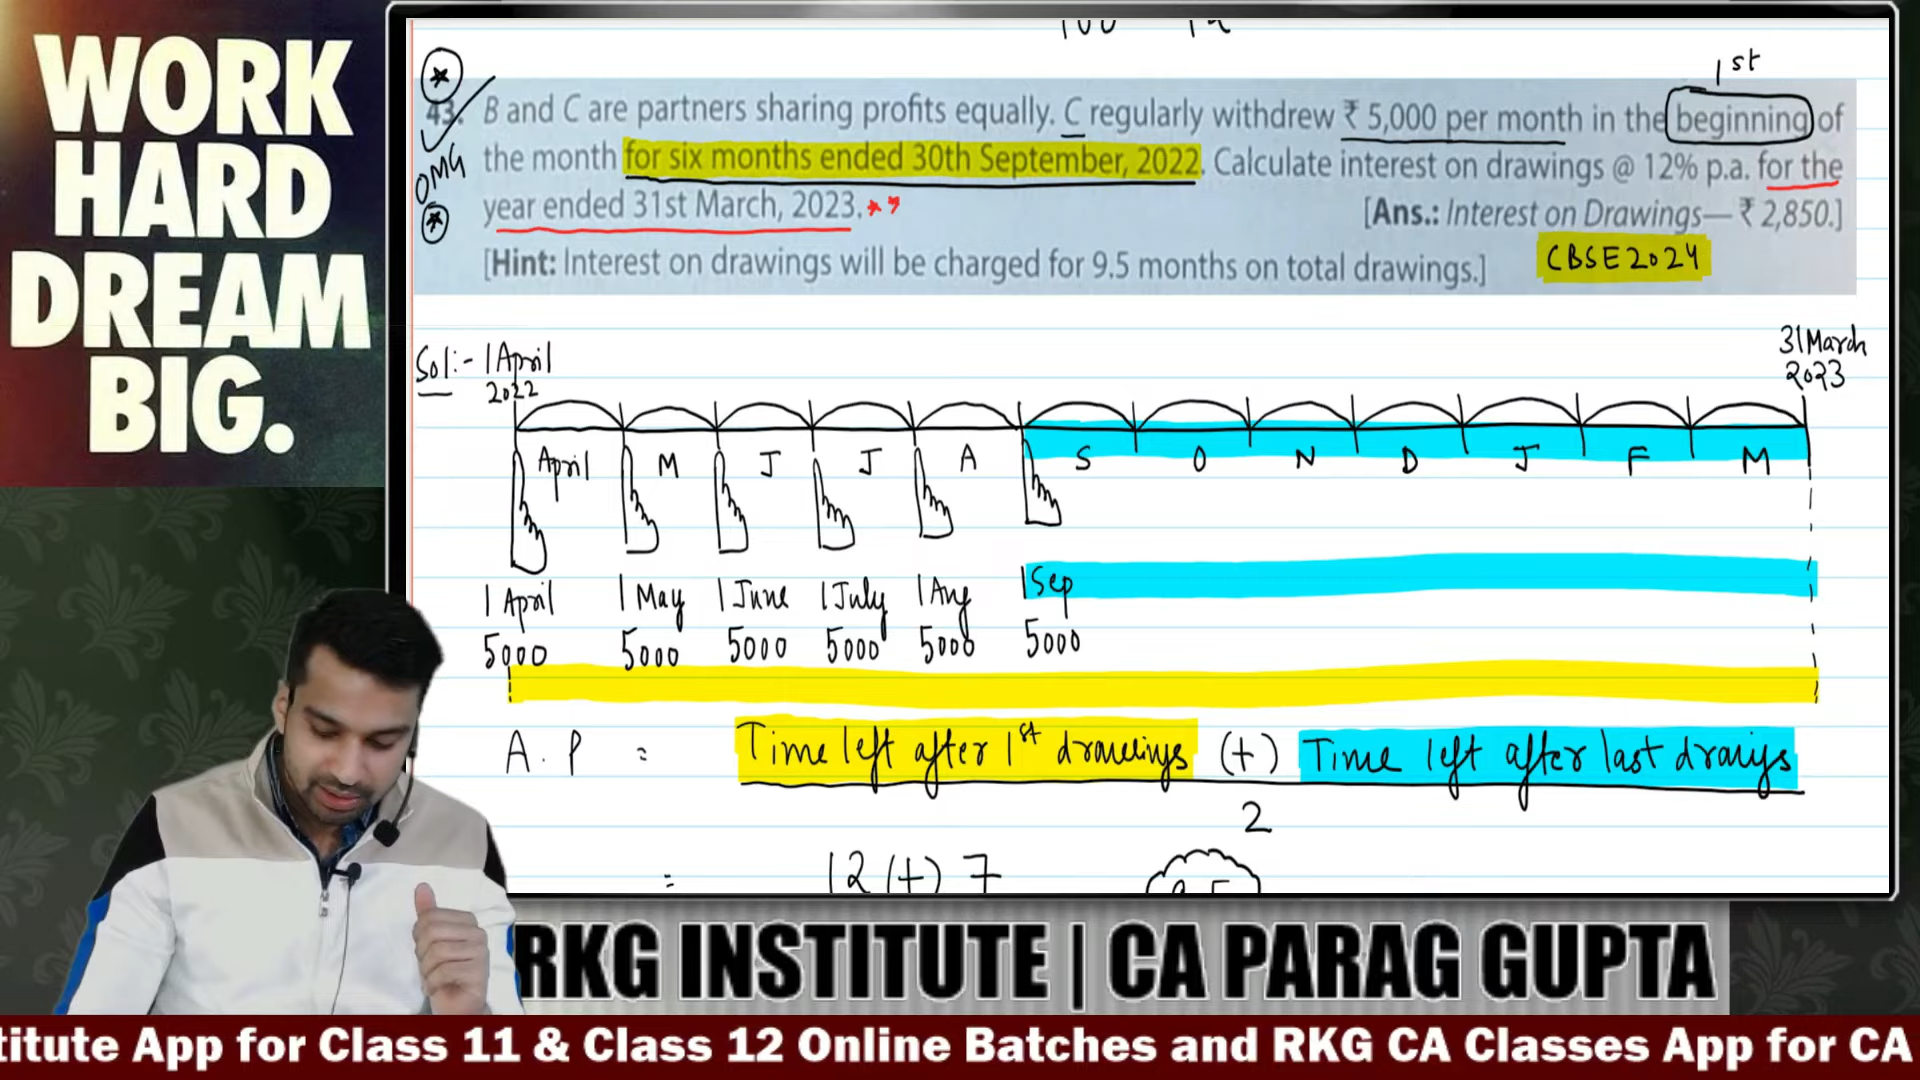 WORK
HARD
DREAM
BIG.
1st
43. B and C are partners sharing profits equally. C regularly withdrew ₹ 5,000 per month in the beginning of
the month for six months ended 30th September, 2022. Calculate interest on drawings @ 12% p.a. for the
year ended 31st March, 2023.
[Ans.: Interest on Drawings— ₹ 2,850.]
[Hint: Interest on drawings will be charged for 9.5 months on total drawings.]
CBSE 2024
OMG
Sol:- 1 April
2022
31 March
2023
April M J J A S O N D J F M
1 April 1 May 1 June 1 July 1 Aug 1 Sep
5000 5000 5000 5000 5000 5000
A.P = Time left after 1st drawings (+) Time left after last drawigs
2
= 12 (+) 7
RKG INSTITUTE | CA PARAG GUPTA
titute App for Class 11 & Class 12 Online Batches and RKG CA Classes App for CA